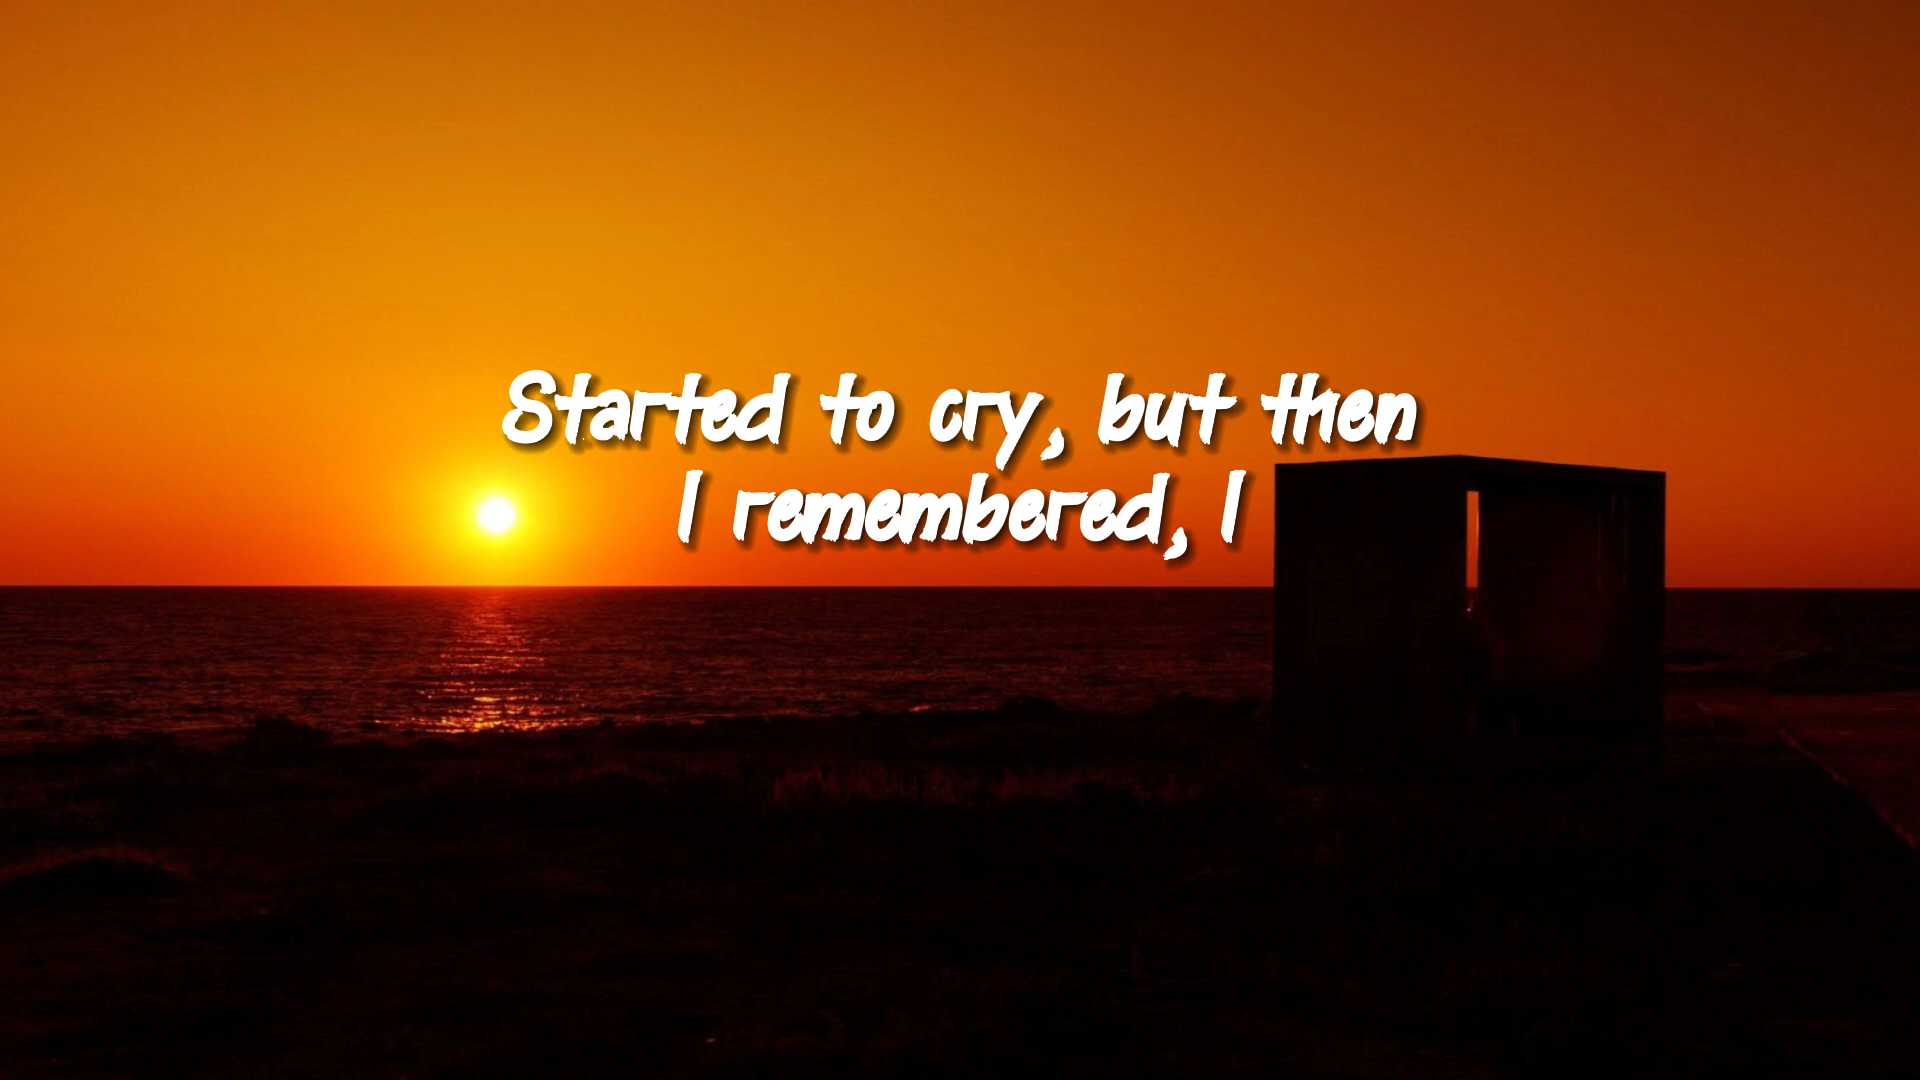 Started to cry, but then
I remembered, I